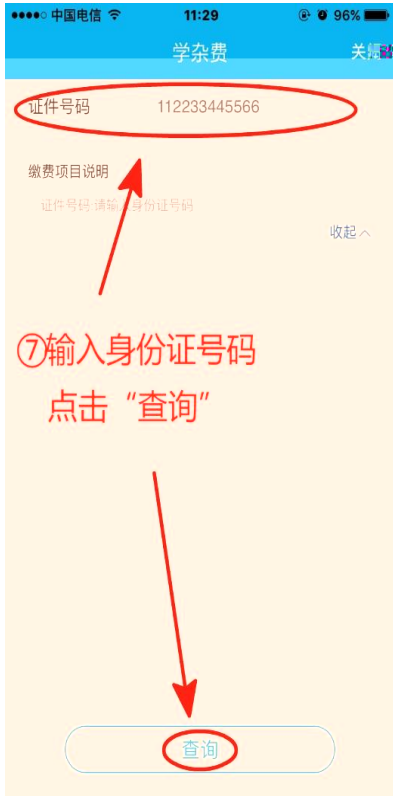 中国电信 11:29 96%
学杂费 关
证件号码 112233445566
缴费项目说明
证件号码:请输入身份证号码
收起
⑦输入身份证号码
点击“查询”
查询